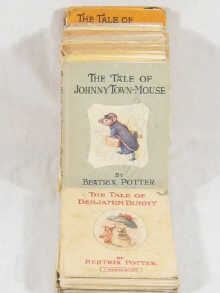 THE TALE OF
THE TALE OF
JOHNNY TOWN-MOUSE
BY
BEATRIX POTTER
THE TALE OF
BENJAMIN BUNNY
BY
BEATRIX POTTER